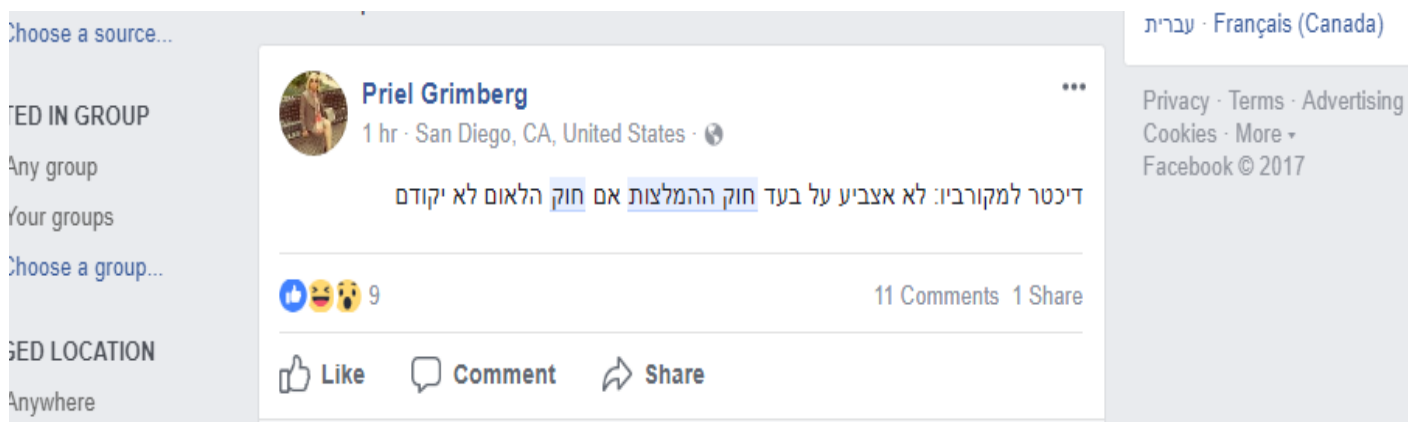 Choose a source...
TED IN GROUP
Any group
Your groups
Choose a group...
GED LOCATION
Anywhere
Priel Grimberg
1 hr · San Diego, CA, United States ·
דיכטר למקורביו: לא אצביע על בעד חוק ההמלצות אם חוק הלאום לא יקודם
9
11 Comments 1 Share
Like Comment Share
עברית · Français (Canada)
Privacy · Terms · Advertising
Cookies · More
Facebook © 2017